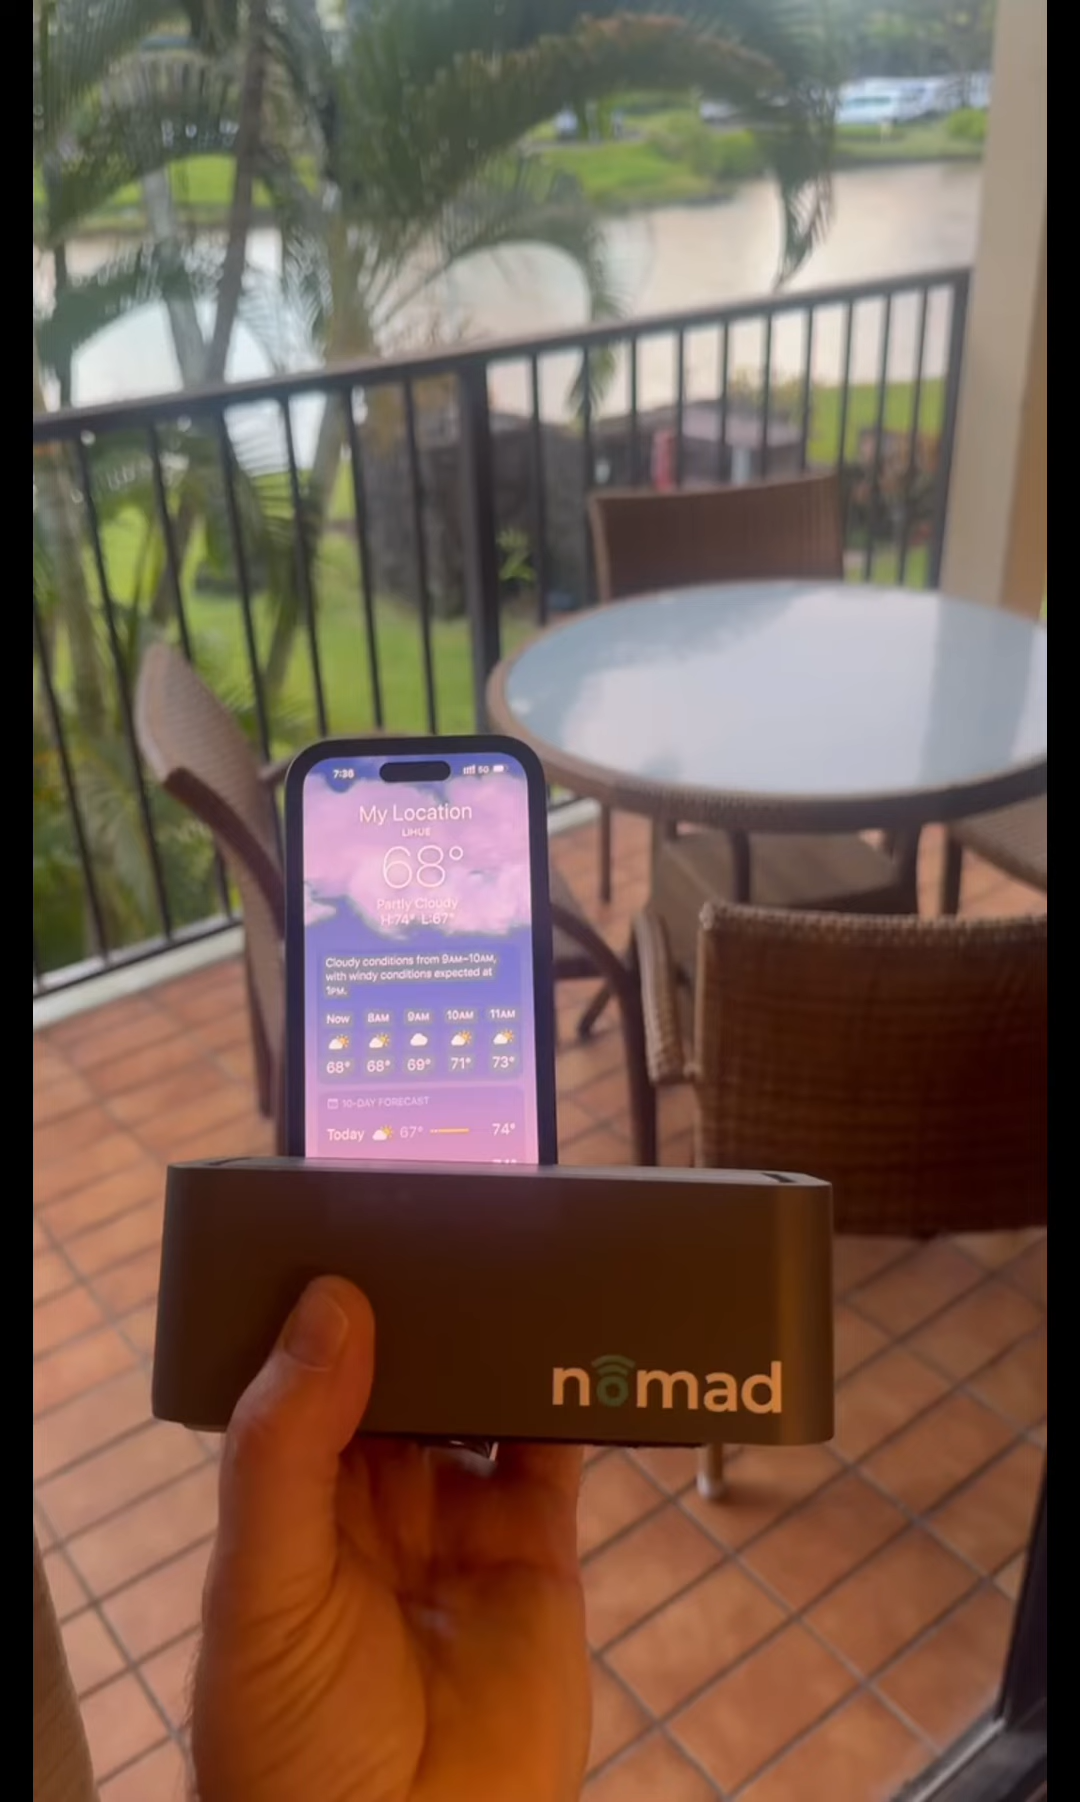 7:36
5G
My Location
LIHUE
68°
Partly Cloudy
H:74° L:67°
Cloudy conditions from 9AM–10AM,
with windy conditions expected at
1PM.
Now 8AM 9AM 10AM 11AM
68° 68° 69° 71° 73°
10-DAY FORECAST
Today 67° 74°
nomad